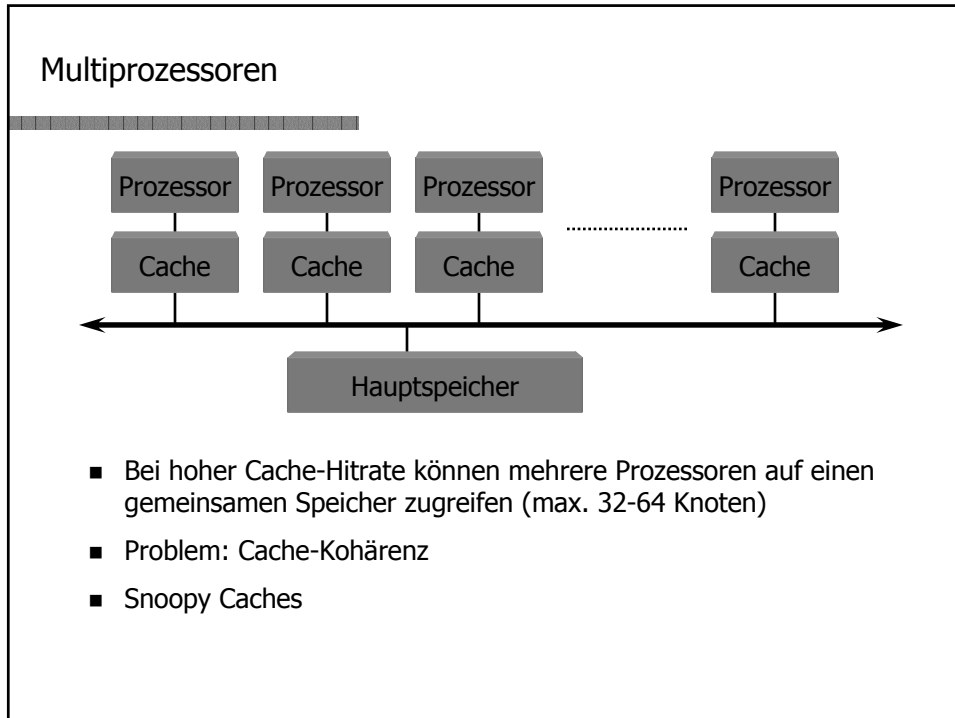 Multiprozessoren
Prozessor Prozessor Prozessor Prozessor
Cache Cache Cache Cache
Hauptspeicher
Bei hoher Cache-Hitrate können mehrere Prozessoren auf einen
gemeinsamen Speicher zugreifen (max. 32-64 Knoten)
Problem: Cache-Kohärenz
Snoopy Caches